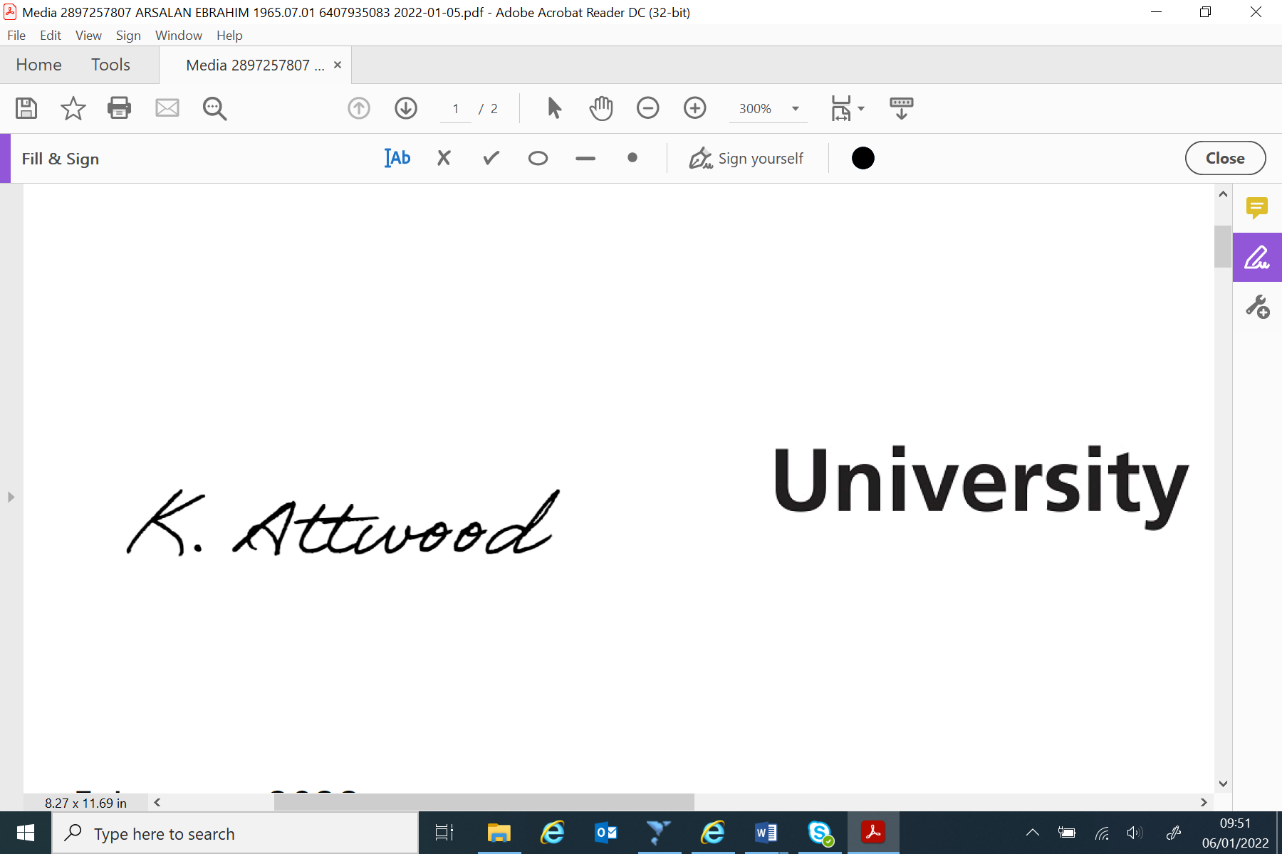 Media 2897257807 ARSALAN EBRAHIM 1965.07.01 6407935083 2022-01-05.pdf - Adobe Acrobat Reader DC (32-bit)
File Edit View Sign Window Help
Home Tools Media 2897257807 ... ×
1 / 2 300%
Fill & Sign Ab Sign yourself Close
University
K. Attwood
8.27 x 11.69 in
Type here to search
09:51
06/01/2022